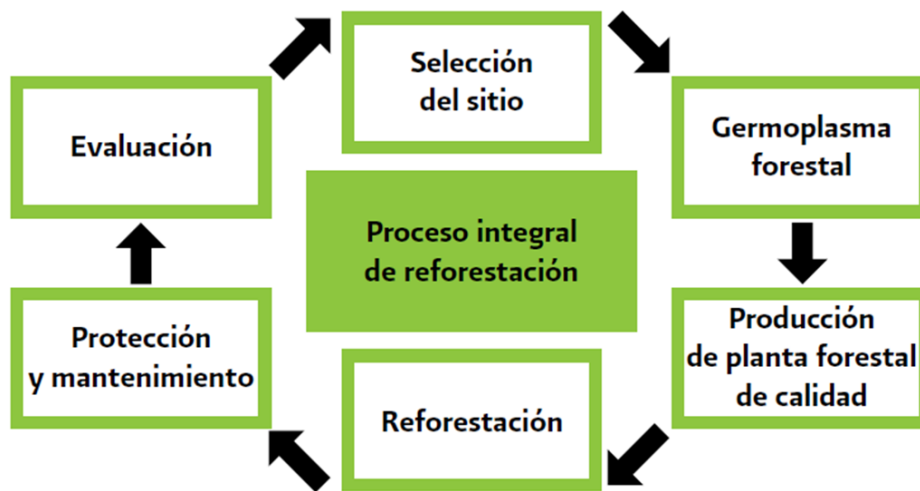 Selección
del sitio
Germoplasma
forestal
Producción
de planta forestal
de calidad
Reforestación
Protección
y mantenimiento
Evaluación
Proceso integral
de reforestación